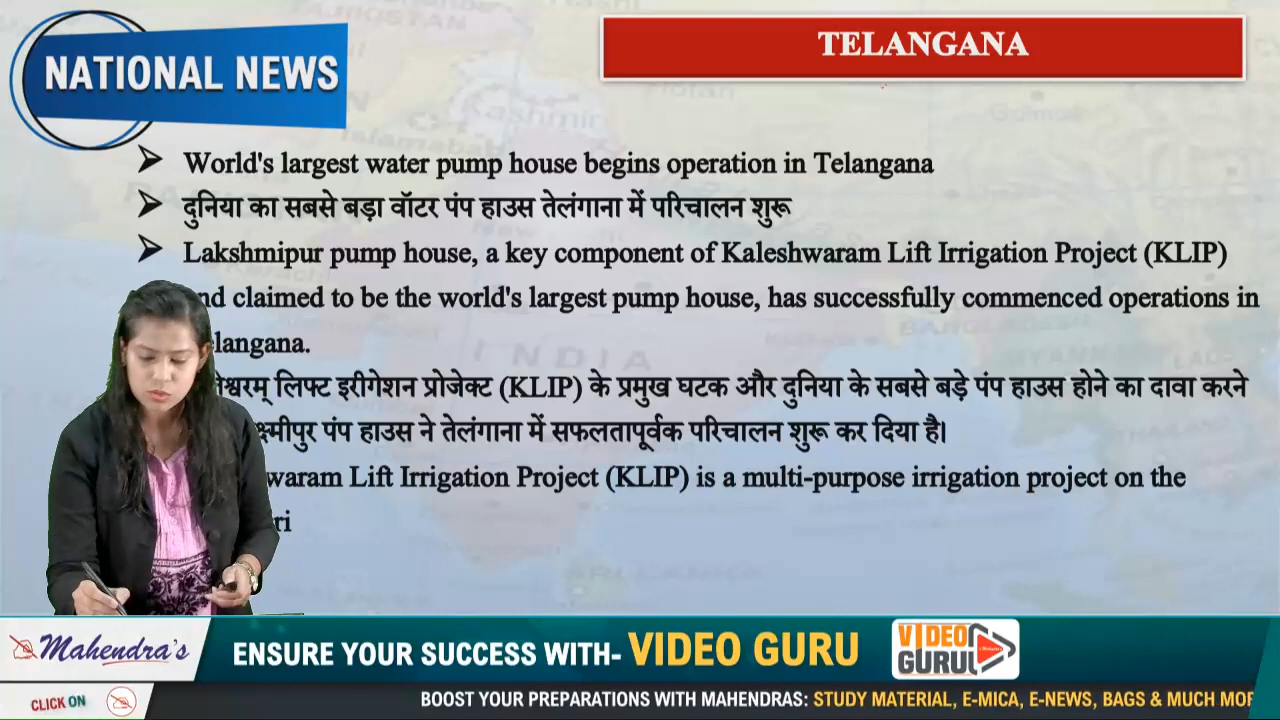 NATIONAL NEWS
TELANGANA
World's largest water pump house begins operation in Telangana
दुनिया का सबसे बड़ा वॉटर पंप हाउस तेलंगाना में परिचालन शुरू
Lakshmipur pump house, a key component of Kaleshwaram Lift Irrigation Project (KLIP)
nd claimed to be the world's largest pump house, has successfully commenced operations in
elangana.
श्वरम् लिफ्ट इरीगेशन प्रोजेक्ट (KLIP) के प्रमुख घटक और दुनिया के सबसे बड़े पंप हाउस होने का दावा करने
क्ष्मीपुर पंप हाउस ने तेलंगाना में सफलतापूर्वक परिचालन शुरू कर दिया है।
waram Lift Irrigation Project (KLIP) is a multi-purpose irrigation project on the
ri
Mahendra's
ENSURE YOUR SUCCESS WITH- VIDEO GURU
VIDEO
GURU
CLICK ON
BOOST YOUR PREPARATIONS WITH MAHENDRAS: STUDY MATERIAL, E-MICA, E-NEWS, BAGS & MUCH MOR